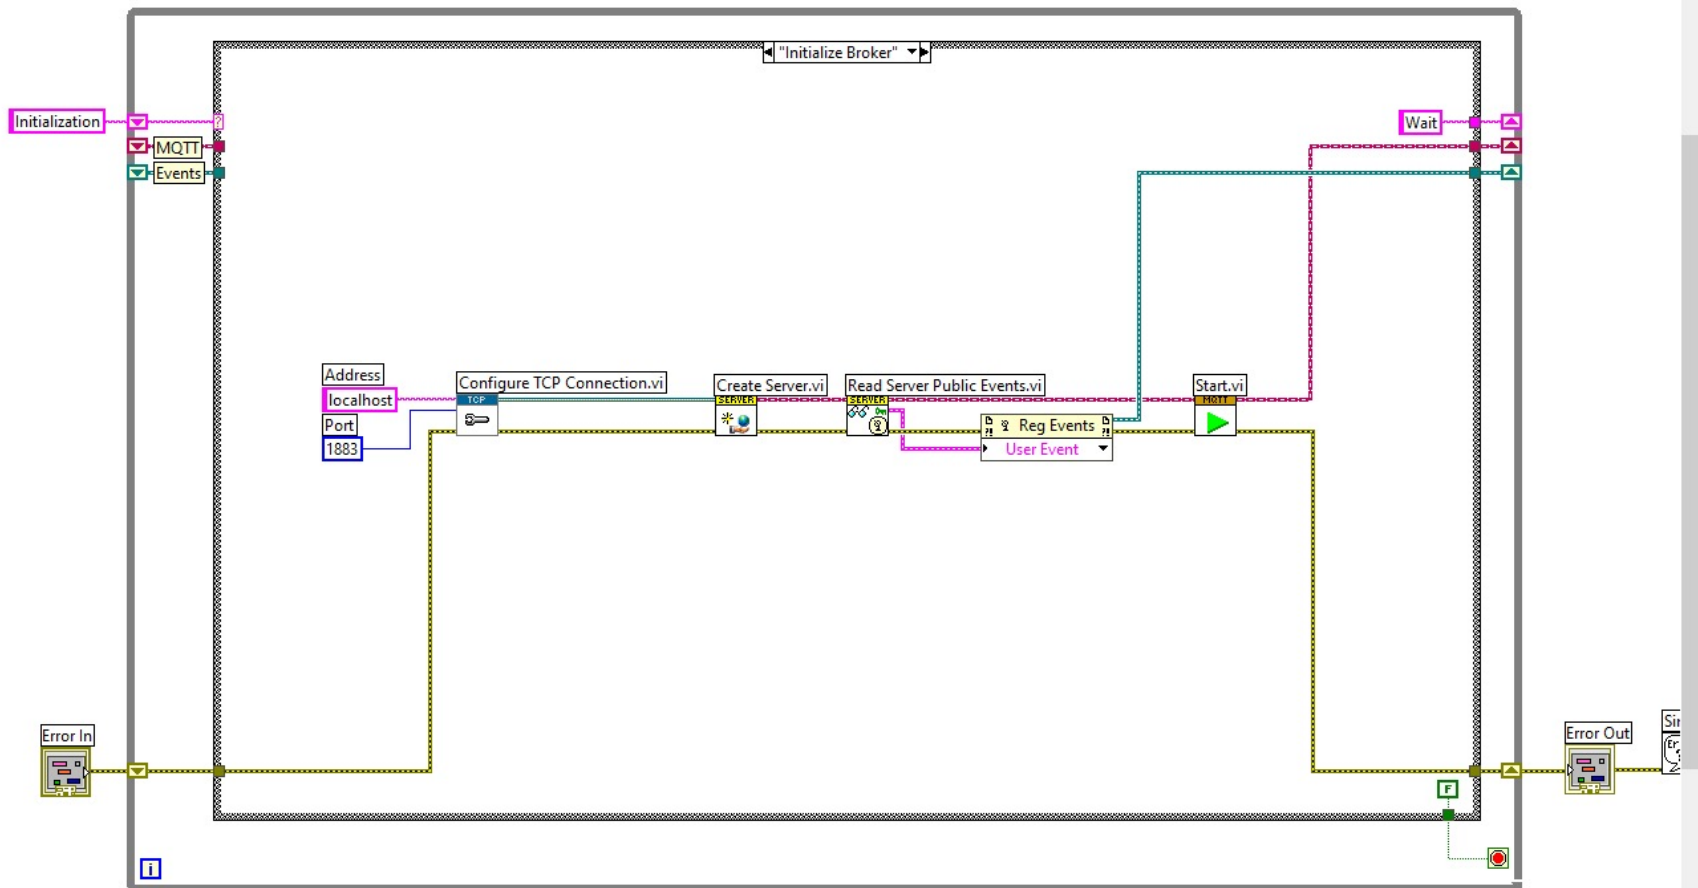 "Initialize Broker"
Initialization
Wait
MQTT
Events
Address
localhost
Port
1883
Configure TCP Connection.vi
TCP
Create Server.vi
SERVER
Read Server Public Events.vi
SERVER
Reg Events
User Event
Start.vi
MQTT
Error In
Error Out
F
i